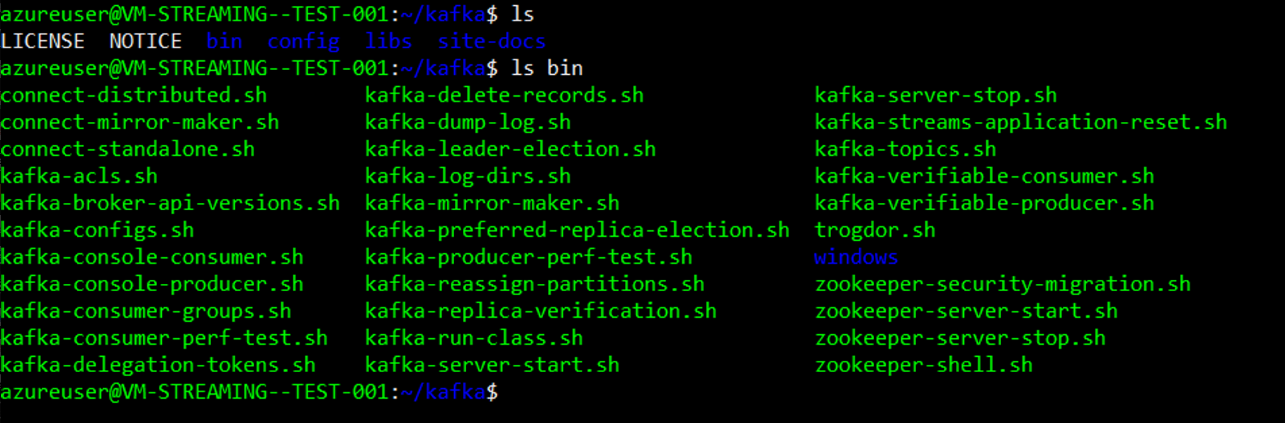 azureuser@VM-STREAMING--TEST-001:~/kafka$ ls
LICENSE  NOTICE  bin  config  libs  site-docs
azureuser@VM-STREAMING--TEST-001:~/kafka$ ls bin
connect-distributed.sh        kafka-delete-records.sh              kafka-server-stop.sh
connect-mirror-maker.sh       kafka-dump-log.sh                    kafka-streams-application-reset.sh
connect-standalone.sh         kafka-leader-election.sh             kafka-topics.sh
kafka-acls.sh                 kafka-log-dirs.sh                    kafka-verifiable-consumer.sh
kafka-broker-api-versions.sh  kafka-mirror-maker.sh                kafka-verifiable-producer.sh
kafka-configs.sh              kafka-preferred-replica-election.sh  trogdor.sh
kafka-console-consumer.sh     kafka-producer-perf-test.sh          windows
kafka-console-producer.sh     kafka-reassign-partitions.sh         zookeeper-security-migration.sh
kafka-consumer-groups.sh      kafka-replica-verification.sh        zookeeper-server-start.sh
kafka-consumer-perf-test.sh   kafka-run-class.sh                   zookeeper-server-stop.sh
kafka-delegation-tokens.sh    kafka-server-start.sh                zookeeper-shell.sh
azureuser@VM-STREAMING--TEST-001:~/kafka$